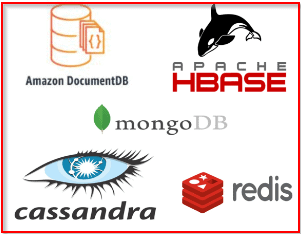 Amazon DocumentDB
APACHE
HBASE
mongoDB
cassandra
redis